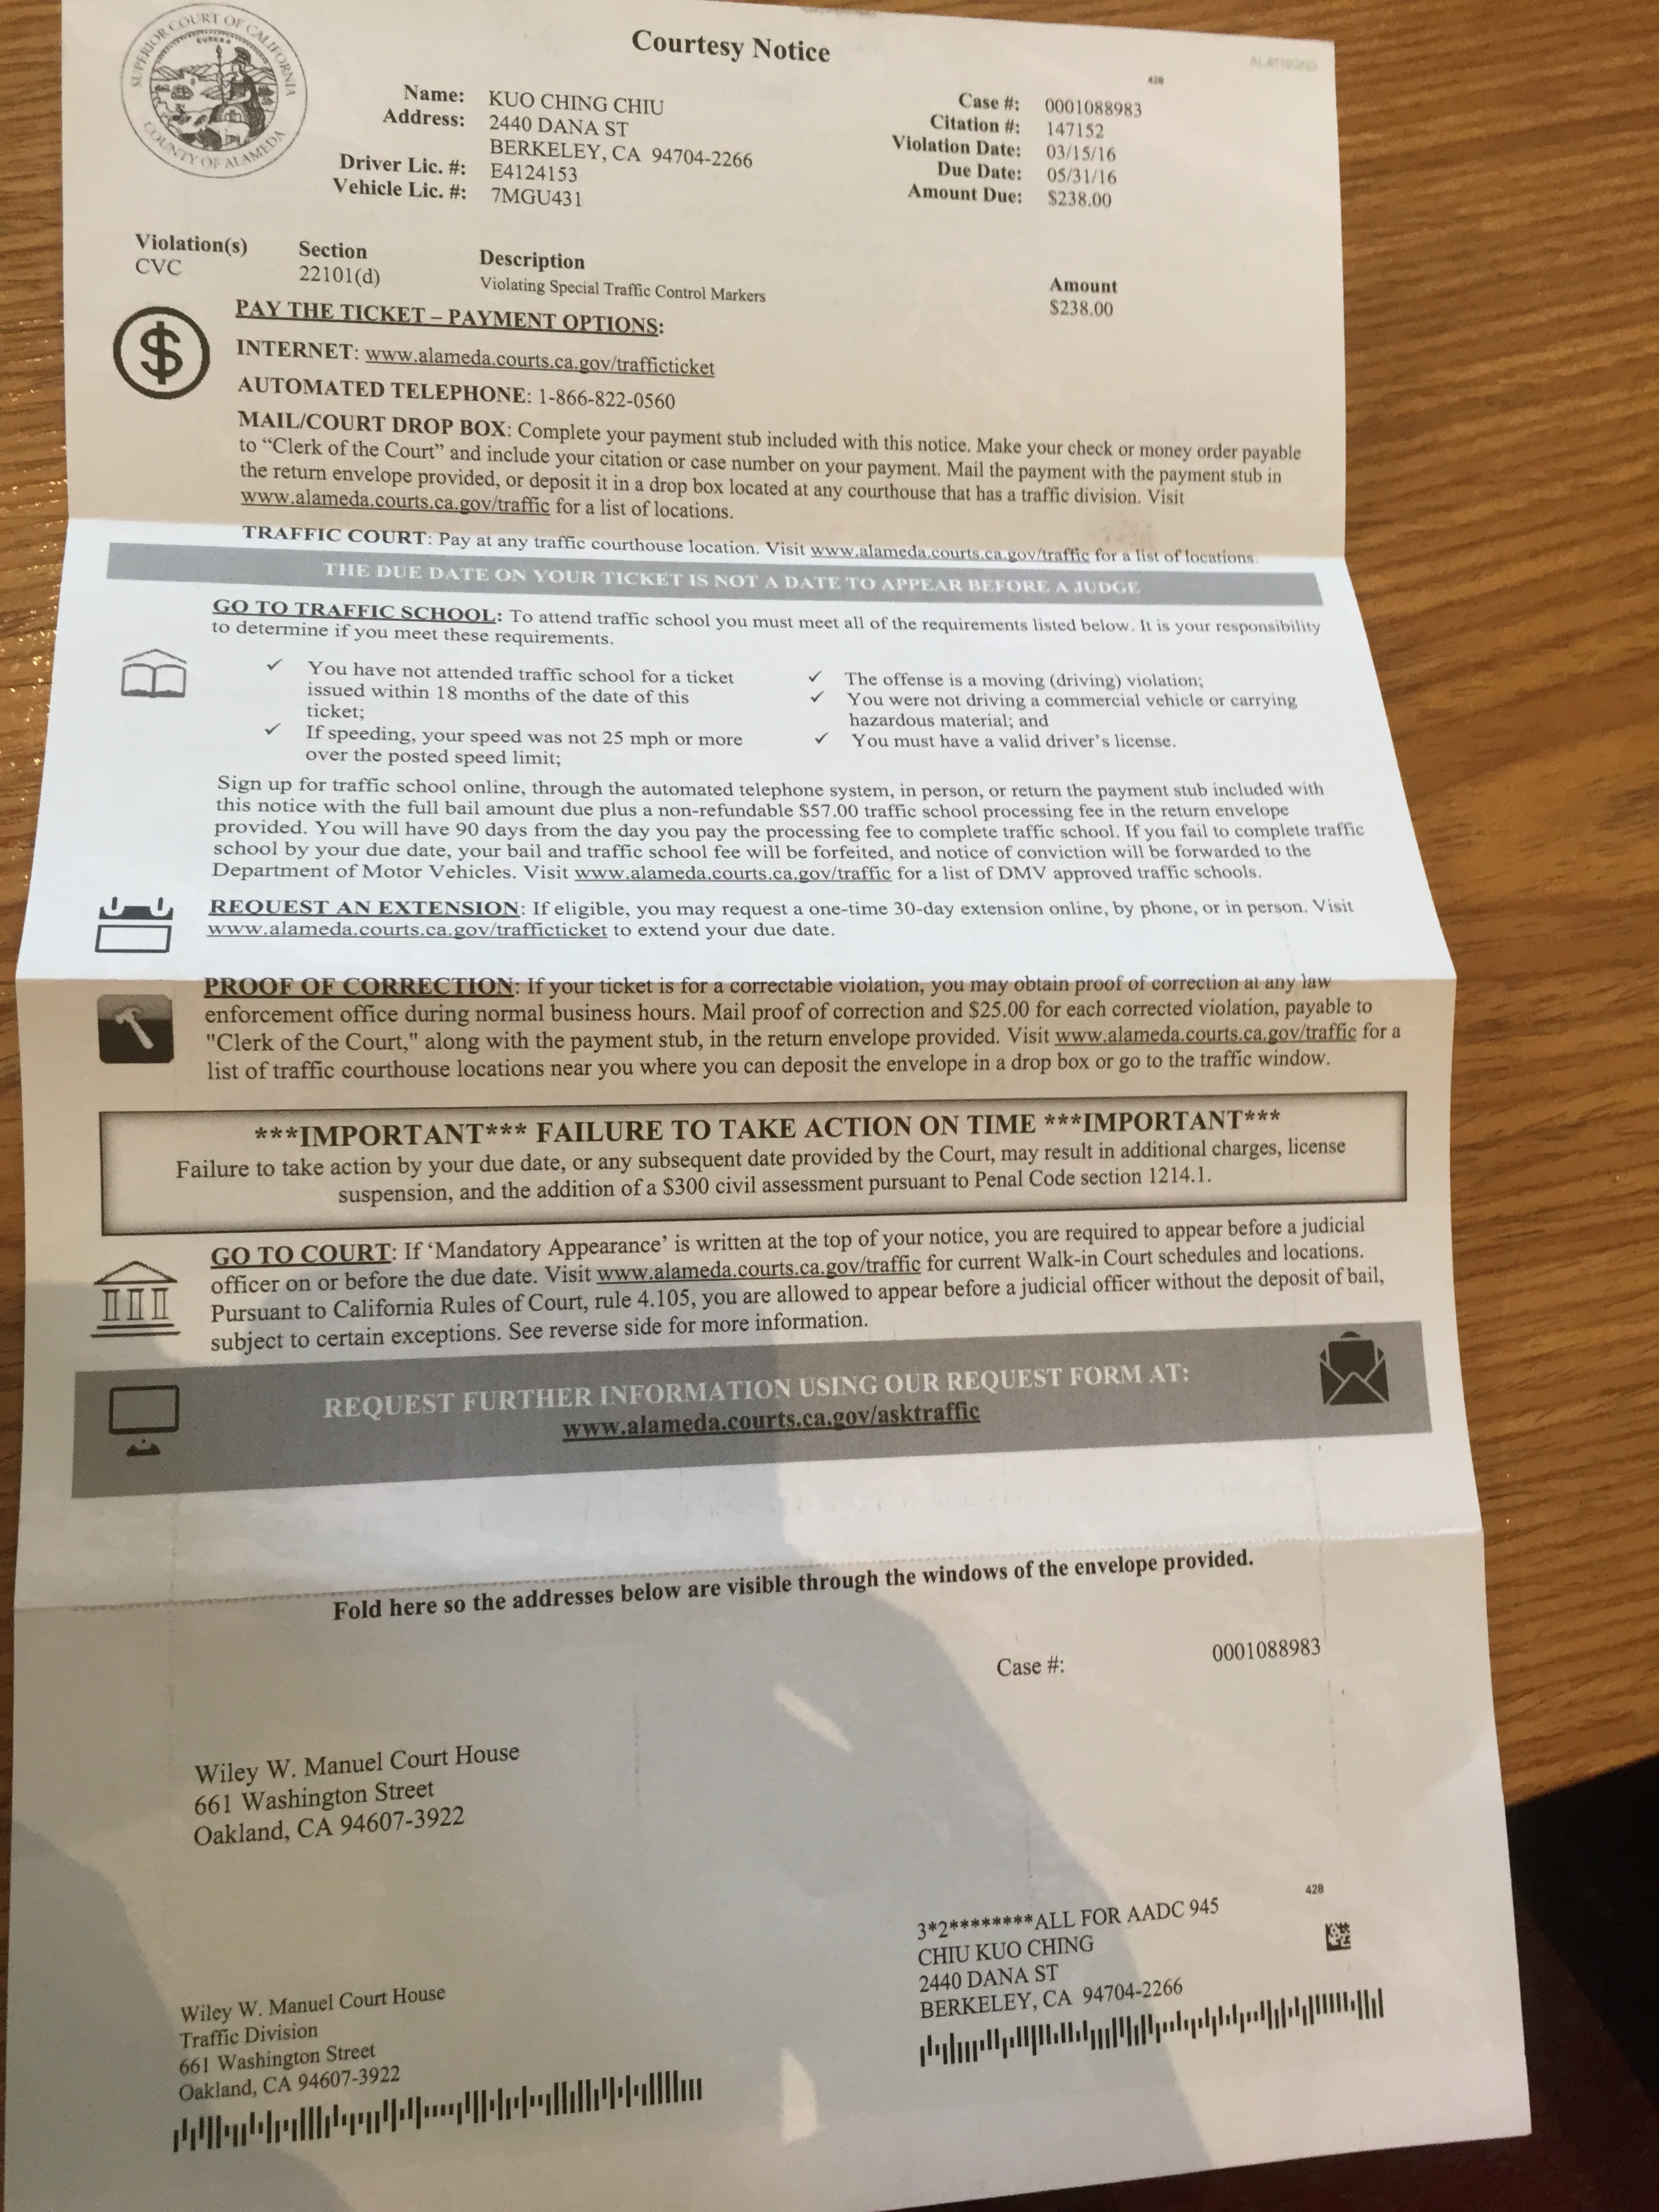 SUPERIOR COURT OF CALIFORNIA
COUNTY OF ALAMEDA
EUREKA
Courtesy Notice
428
Name: KUO CHING CHIU
Address: 2440 DANA ST
BERKELEY, CA 94704-2266
Driver Lic. #: E4124153
Vehicle Lic. #: 7MGU431
Case #: 0001088983
Citation #: 147152
Violation Date: 03/15/16
Due Date: 05/31/16
Amount Due: $238.00
Violation(s) Section Description Amount
CVC 22101(d) Violating Special Traffic Control Markers $238.00
PAY THE TICKET – PAYMENT OPTIONS:
INTERNET: www.alameda.courts.ca.gov/trafficticket
AUTOMATED TELEPHONE: 1-866-822-0560
MAIL/COURT DROP BOX: Complete your payment stub included with this notice. Make your check or money order payable
to “Clerk of the Court” and include your citation or case number on your payment. Mail the payment with the payment stub in
the return envelope provided, or deposit it in a drop box located at any courthouse that has a traffic division. Visit
www.alameda.courts.ca.gov/traffic for a list of locations.
TRAFFIC COURT: Pay at any traffic courthouse location. Visit www.alameda.courts.ca.gov/traffic for a list of locations.
THE DUE DATE ON YOUR TICKET IS NOT A DATE TO APPEAR BEFORE A JUDGE
GO TO TRAFFIC SCHOOL: To attend traffic school you must meet all of the requirements listed below. It is your responsibility
to determine if you meet these requirements.
✓ You have not attended traffic school for a ticket
issued within 18 months of the date of this
ticket;
✓ If speeding, your speed was not 25 mph or more
over the posted speed limit;
✓ The offense is a moving (driving) violation;
✓ You were not driving a commercial vehicle or carrying
hazardous material; and
✓ You must have a valid driver’s license.
Sign up for traffic school online, through the automated telephone system, in person, or return the payment stub included with
this notice with the full bail amount due plus a non-refundable $57.00 traffic school processing fee in the return envelope
provided. You will have 90 days from the day you pay the processing fee to complete traffic school. If you fail to complete traffic
school by your due date, your bail and traffic school fee will be forfeited, and notice of conviction will be forwarded to the
Department of Motor Vehicles. Visit www.alameda.courts.ca.gov/traffic for a list of DMV approved traffic schools.
REQUEST AN EXTENSION: If eligible, you may request a one-time 30-day extension online, by phone, or in person. Visit
www.alameda.courts.ca.gov/trafficticket to extend your due date.
PROOF OF CORRECTION: If your ticket is for a correctable violation, you may obtain proof of correction at any law
enforcement office during normal business hours. Mail proof of correction and $25.00 for each corrected violation, payable to
"Clerk of the Court," along with the payment stub, in the return envelope provided. Visit www.alameda.courts.ca.gov/traffic for a
list of traffic courthouse locations near you where you can deposit the envelope in a drop box or go to the traffic window.
***IMPORTANT*** FAILURE TO TAKE ACTION ON TIME ***IMPORTANT***
Failure to take action by your due date, or any subsequent date provided by the Court, may result in additional charges, license
suspension, and the addition of a $300 civil assessment pursuant to Penal Code section 1214.1.
GO TO COURT: If ‘Mandatory Appearance’ is written at the top of your notice, you are required to appear before a judicial
officer on or before the due date. Visit www.alameda.courts.ca.gov/traffic for current Walk-in Court schedules and locations.
Pursuant to California Rules of Court, rule 4.105, you are allowed to appear before a judicial officer without the deposit of bail,
subject to certain exceptions. See reverse side for more information.
REQUEST FURTHER INFORMATION USING OUR REQUEST FORM AT:
www.alameda.courts.ca.gov/asktraffic
Fold here so the addresses below are visible through the windows of the envelope provided.
Case #: 0001088983
Wiley W. Manuel Court House
661 Washington Street
Oakland, CA 94607-3922
428
3*2********ALL FOR AADC 945
CHIU KUO CHING
2440 DANA ST
BERKELEY, CA 94704-2266
Wiley W. Manuel Court House
Traffic Division
661 Washington Street
Oakland, CA 94607-3922